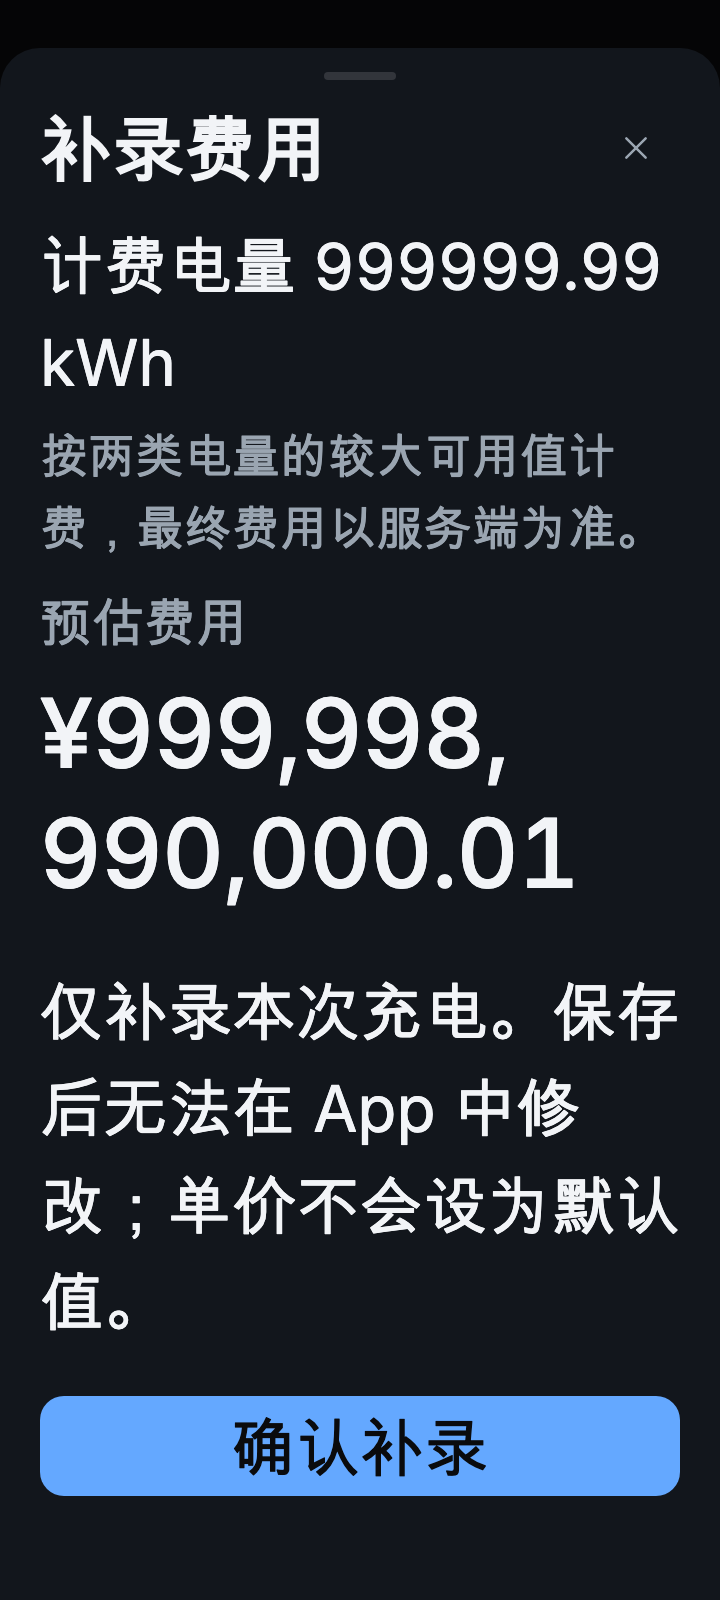 补录费用
计费电量 999999.99
kWh
按两类电量的较大可用值计
费，最终费用以服务端为准。
预估费用
¥999,998,
990,000.01
仅补录本次充电。保存
后无法在 App 中修
改；单价不会设为默认
值。
确认补录